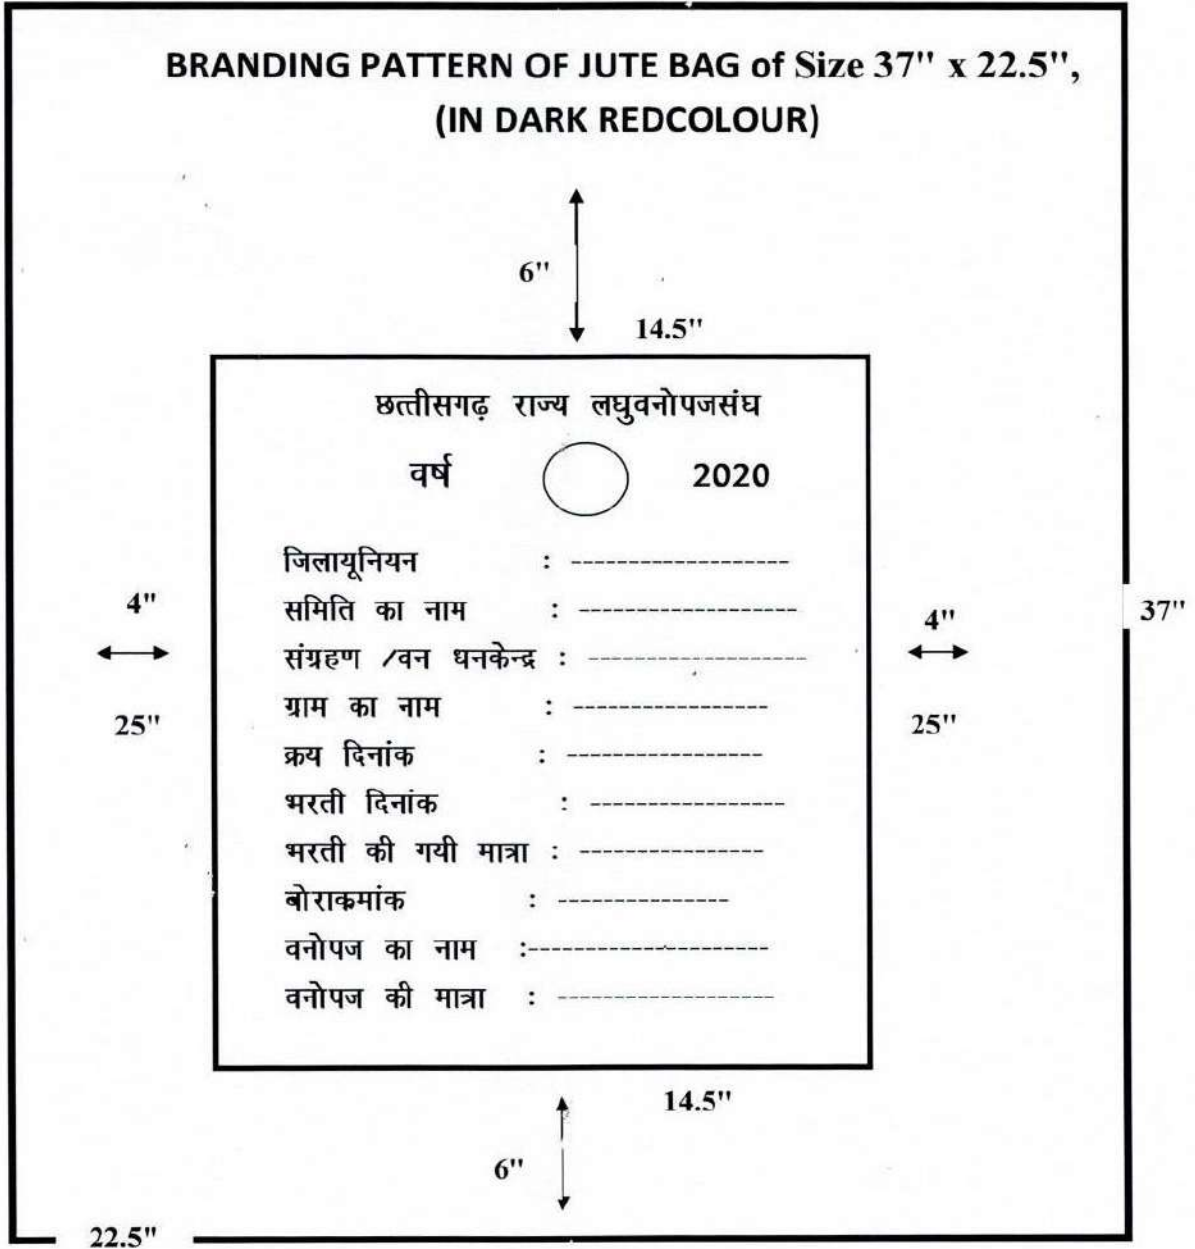 BRANDING PATTERN OF JUTE BAG of Size 37" x 22.5",
(IN DARK REDCOLOUR)
6"
14.5"
छत्तीसगढ़ राज्य लघुवनोपजसंघ
वर्ष 2020
जिलायूनियन : -------------------
समिति का नाम : -------------------
संग्रहण /वन धनकेन्द्र : -------------------
ग्राम का नाम : -----------------
क्रय दिनांक : -----------------
भरती दिनांक : -----------------
भरती की गयी मात्रा : ----------------
बोराकमांक : ---------------
वनोपज का नाम :---------------------
वनोपज की मात्रा : -------------------
4"
25"
4"
25"
37"
14.5"
6"
22.5"